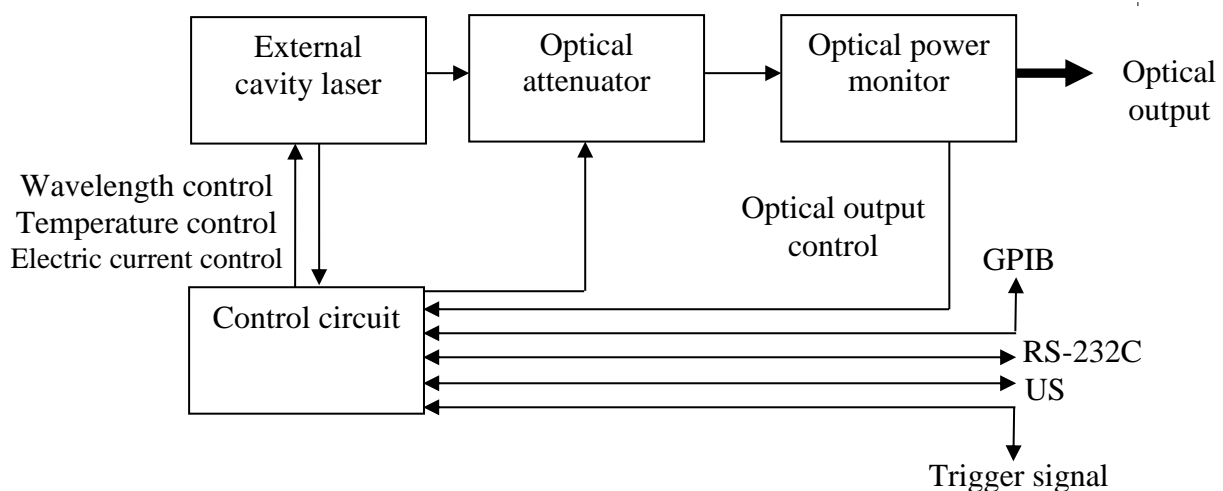 External
cavity laser
Optical
attenuator
Optical power
monitor
Optical
output
Wavelength control
Temperature control
Electric current control
Optical output
control
GPIB
Control circuit
RS-232C
US
Trigger signal